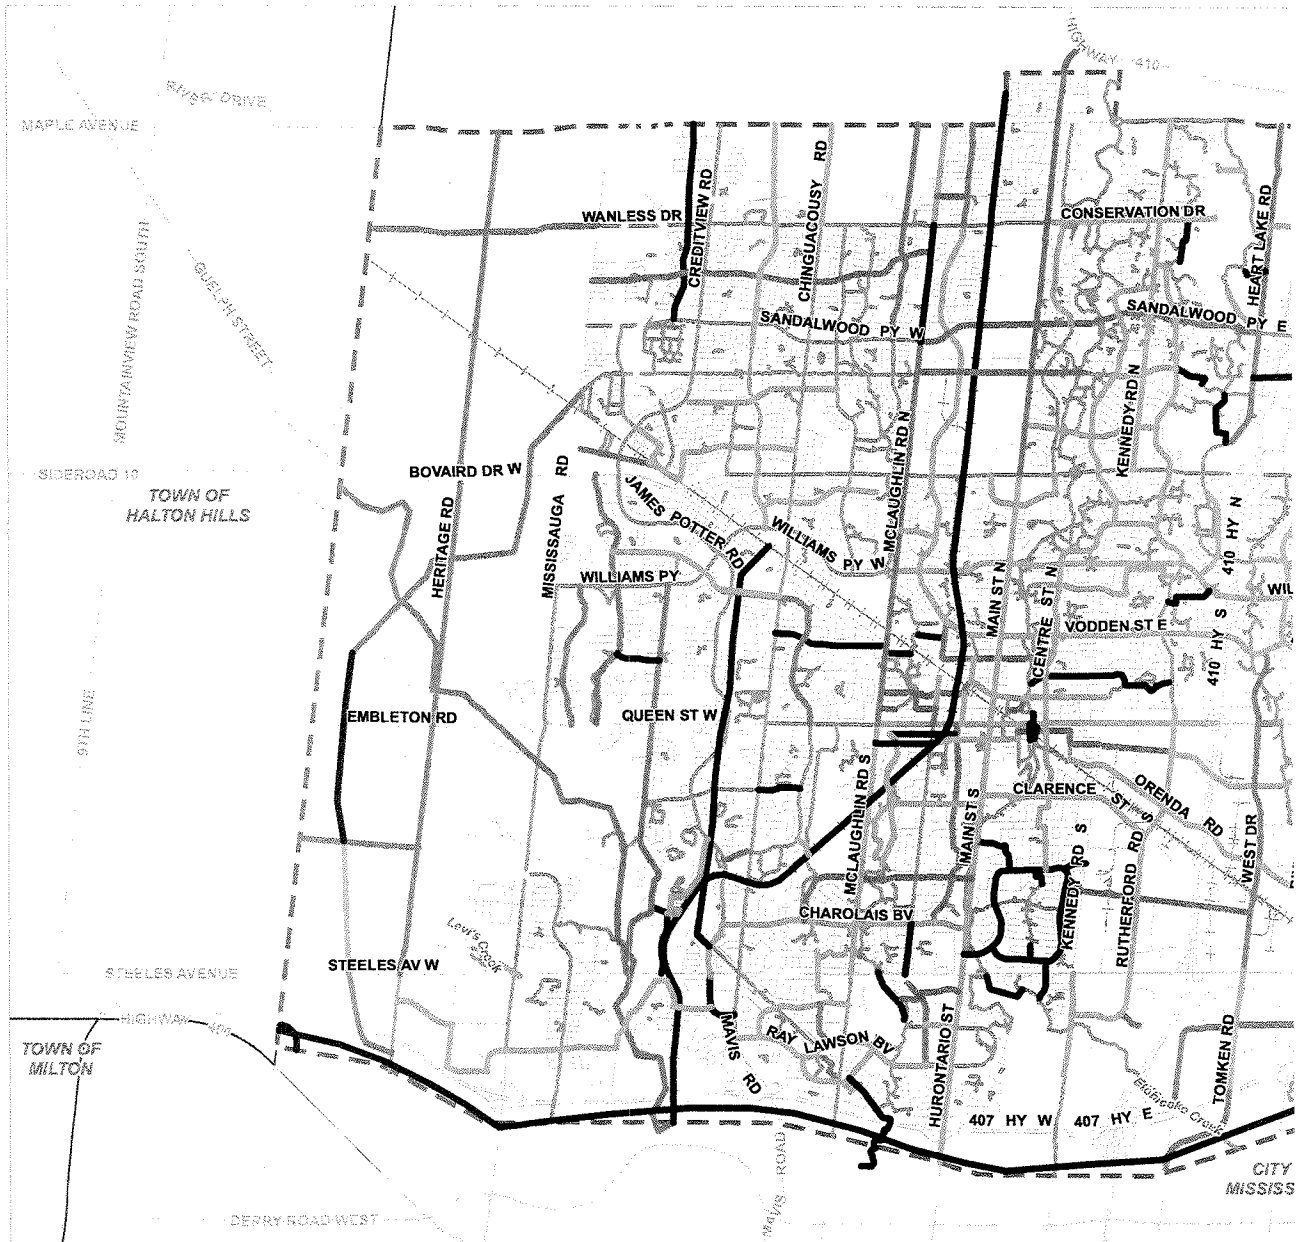 HIGHWAY 410
RIVER DRIVE
MAPLE AVENUE
CREDITVIEW RD
CHINGUACOUSY RD
HEART LAKE RD
WANLESS DR
CONSERVATION DR
MOUNTAINVIEW ROAD SOUTH
GUELPH STREET
SANDALWOOD PY W
SANDALWOOD PY E
KENNEDY RD N
MCLAUGHLIN RD N
SIDEROAD 10
BOVAIRD DR W
TOWN OF
HALTON HILLS
HERITAGE RD
MISSISSAUGA RD
JAMES POTTER RD
WILLIAMS PY W
410 HY N
WILLIAMS PY
MAIN ST N
CENTRE ST N
WIL
VODDEN ST E
410 HY S
9TH LINE
EMBLETON RD
QUEEN ST W
MCLAUGHLIN RD S
CLARENCE ST S
ORENDA RD
MAIN ST S
KENNEDY RD S
RUTHERFORD RD S
WEST DR
CHAROLAIS BV
Levi's Creek
STEELES AVENUE
STEELES AV W
HIGHWAY 401
TOWN OF
MILTON
MAVIS RD
RAY LAWSON BV
HURONTARIO ST
TOMKEN RD
Etobicoke Creek
407 HY W
407 HY E
CITY
MISSISS
MAVIS ROAD
DERRY ROAD WEST